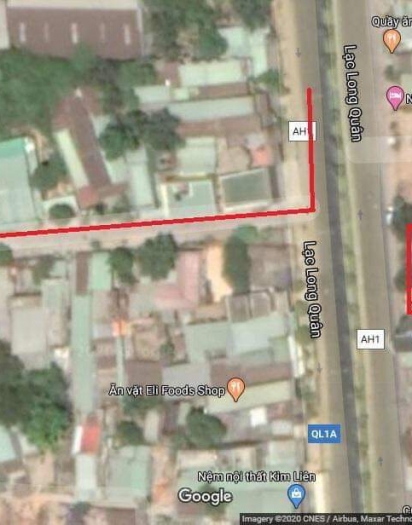 Quầy ăn
Lạc Long Quân
N
AH1
Lạc Long Quân
AH1
Ăn vặt Eli Foods Shop
QL1A
Nệm nội thất Kim Liên
Google
Imagery ©2020 CNES / Airbus, Maxar Techno